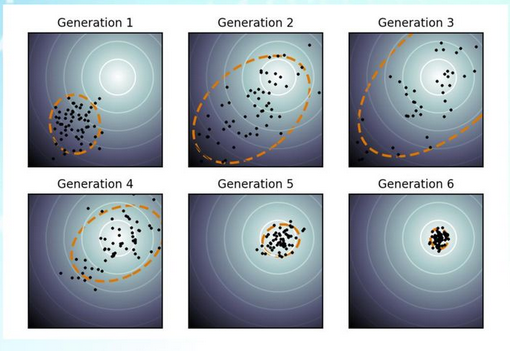 Generation 1
Generation 2
Generation 3
Generation 4
Generation 5
Generation 6